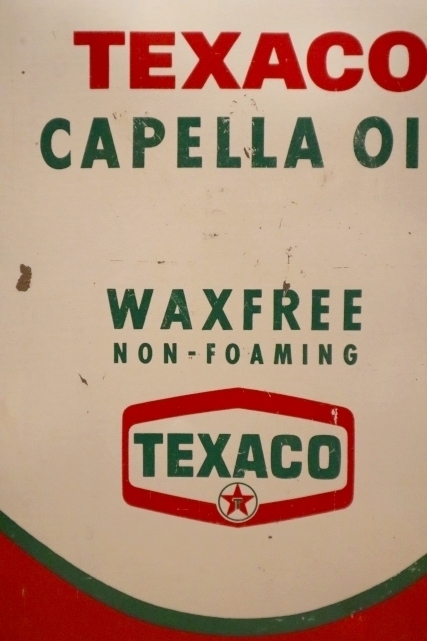 TEXACO
CAPELLA OI
WAXFREE
NON-FOAMING
TEXACO
T